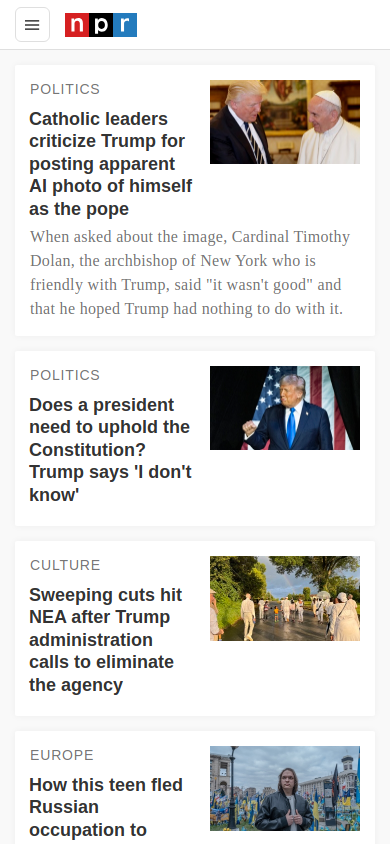 npr
POLITICS
Catholic leaders
criticize Trump for
posting apparent
AI photo of himself
as the pope
When asked about the image, Cardinal Timothy
Dolan, the archbishop of New York who is
friendly with Trump, said "it wasn't good" and
that he hoped Trump had nothing to do with it.
POLITICS
Does a president
need to uphold the
Constitution?
Trump says 'I don't
know'
CULTURE
Sweeping cuts hit
NEA after Trump
administration
calls to eliminate
the agency
EUROPE
How this teen fled
Russian
occupation to